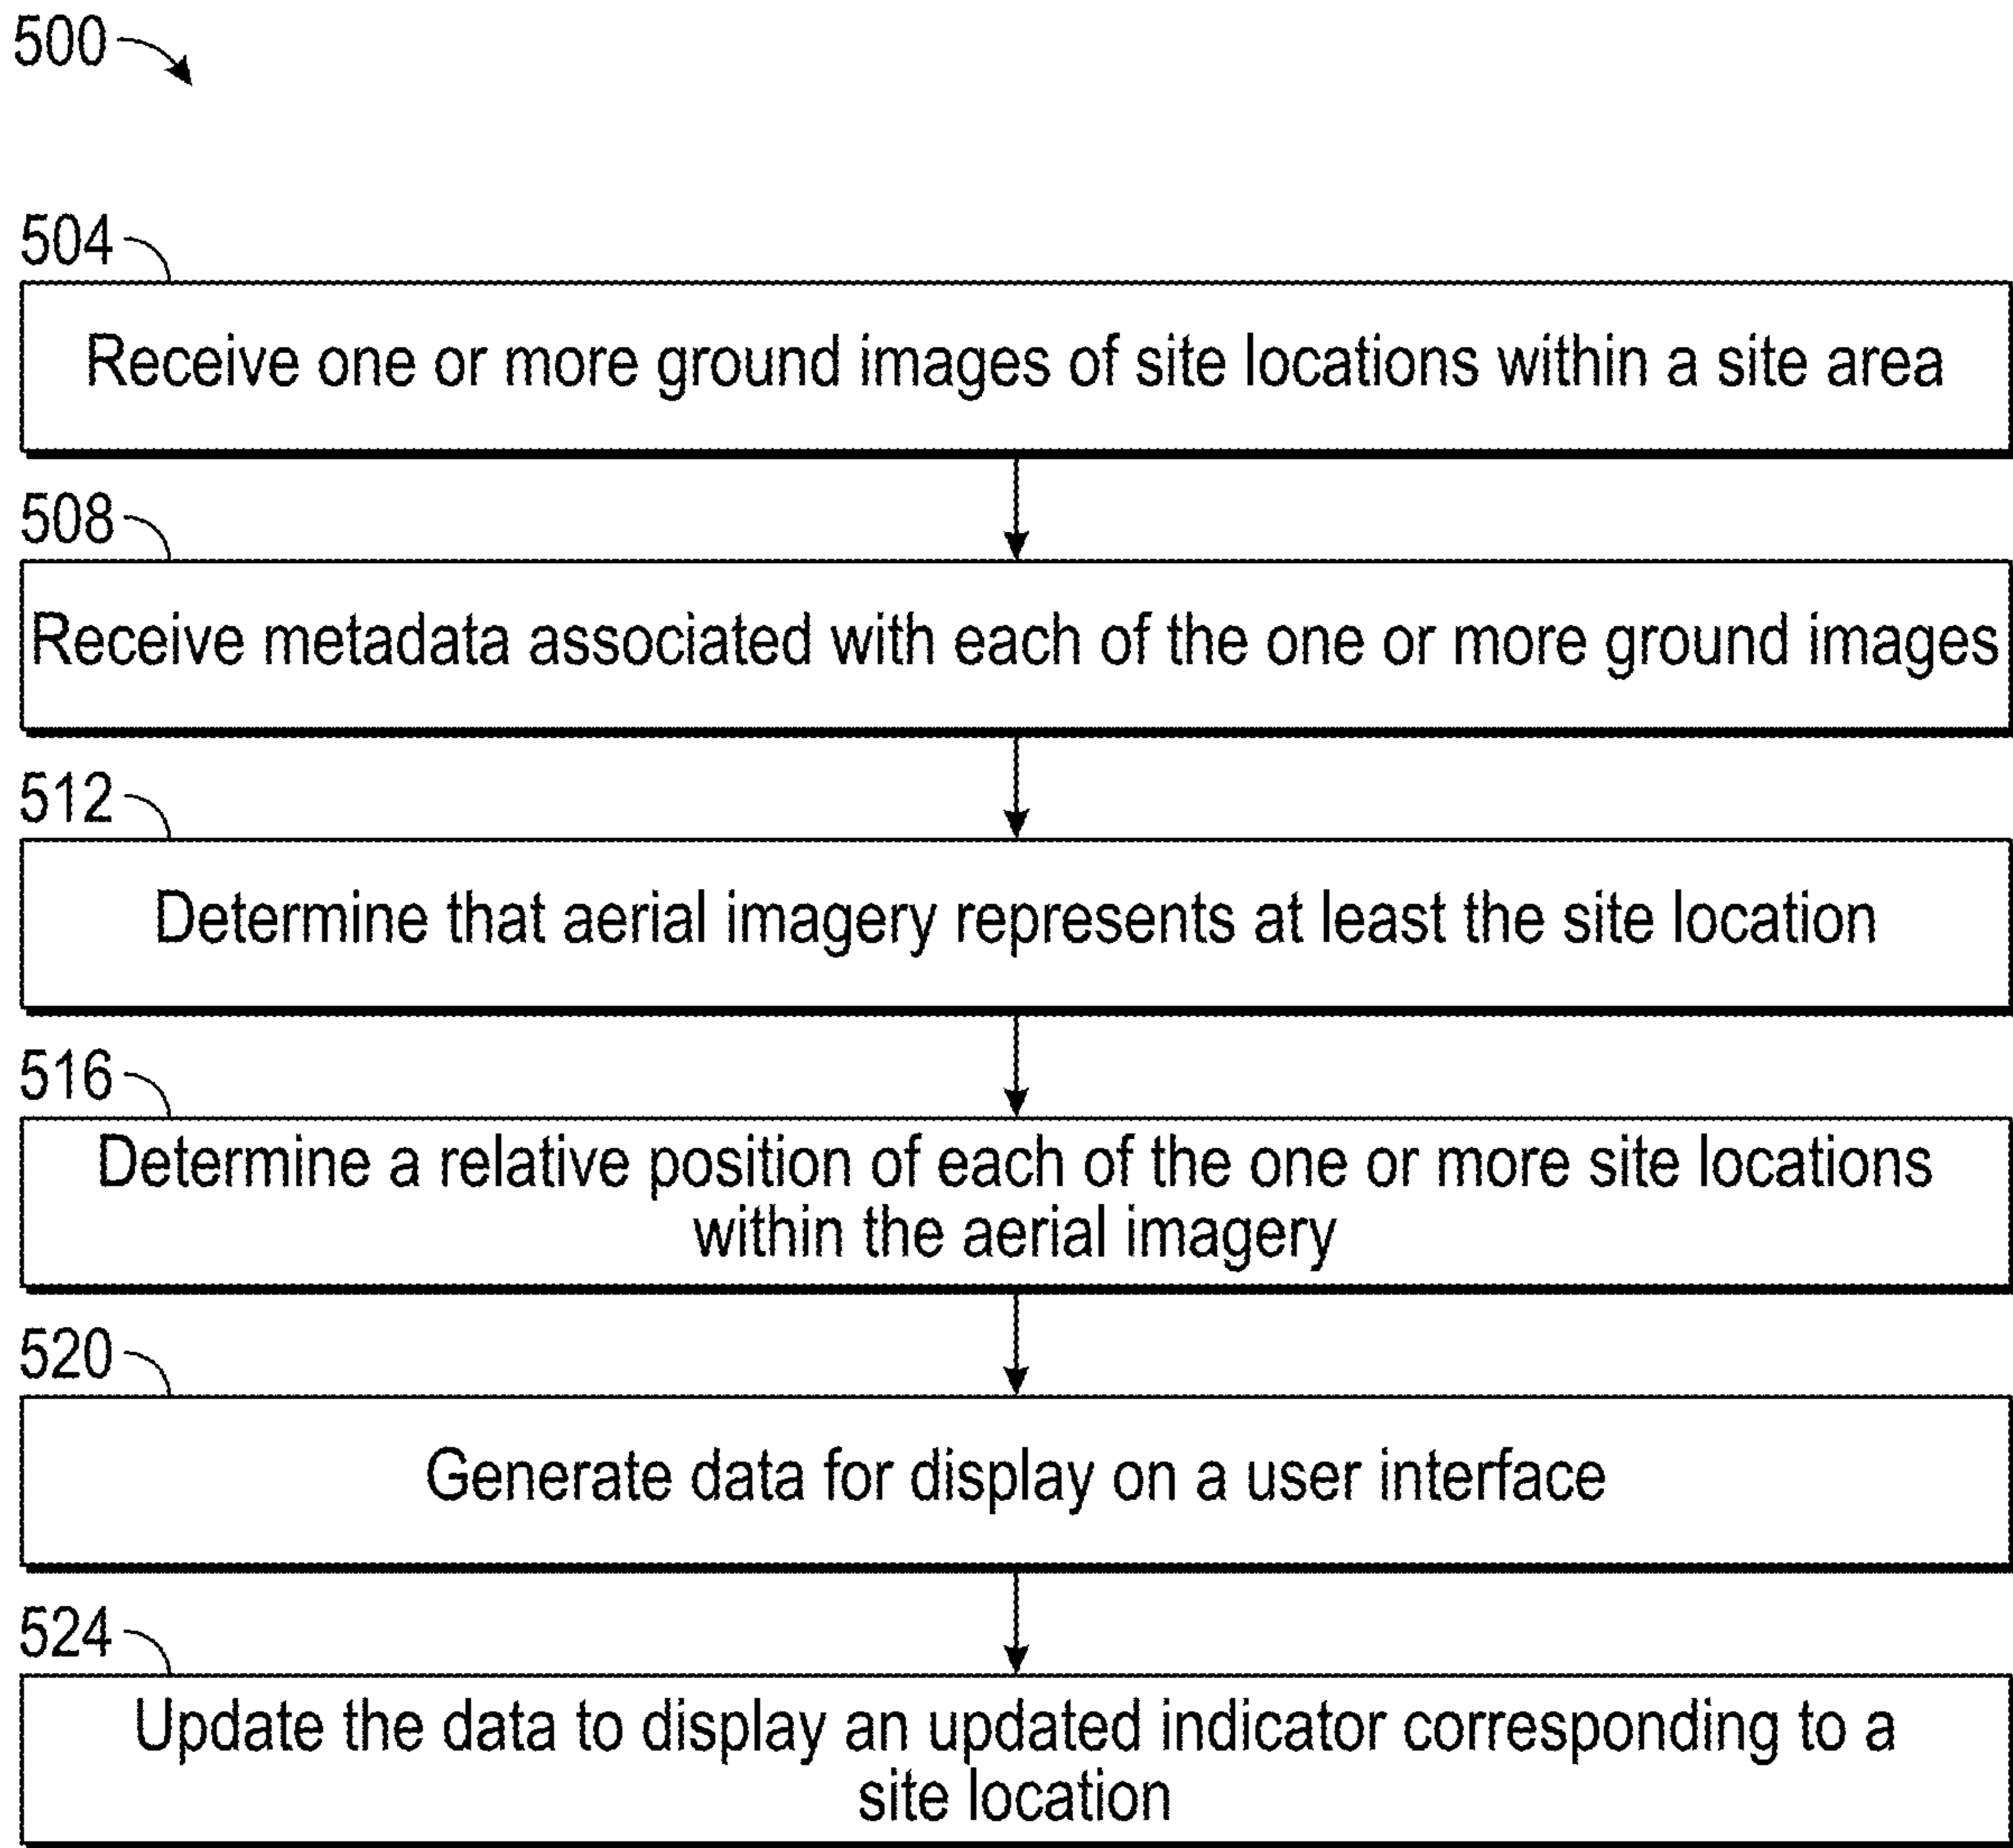 500
504
Receive one or more ground images of site locations within a site area
508
Receive metadata associated with each of the one or more ground images
512
Determine that aerial imagery represents at least the site location
516
Determine a relative position of each of the one or more site locations
within the aerial imagery
520
Generate data for display on a user interface
524
Update the data to display an updated indicator corresponding to a
site location